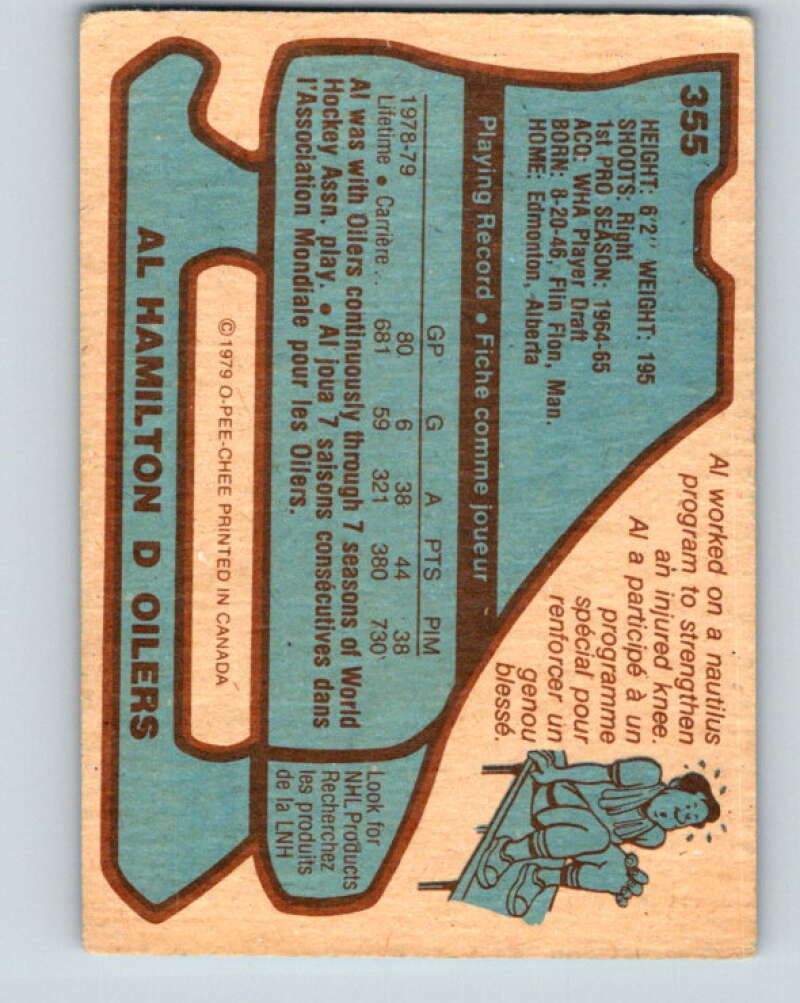 355
HEIGHT: 6'2" WEIGHT: 195
SHOOTS: Right
1st PRO SEASON: 1964-65
ACQ: WHA Player Draft
BORN: 8-20-46, Flin Flon, Man.
HOME: Edmonton, Alberta
Al worked on a nautilus
program to strengthen
an injured knee.
Al a participé à un
programme
spécial pour
renforcer un
genou
blessé.
Playing Record • Fiche comme joueur
GP G A PTS PIM
1978-79 80 6 38 44 38
Lifetime • Carrière .. 681 59 321 380 730
Al was with Oilers continuously through 7 seasons of World
Hockey Assn. play. • Al joua 7 saisons consécutives dans
l'Association Mondiale pour les Oilers.
Look for
NHL Products
Recherchez
les produits
de la LNH
©1979 O-PEE-CHEE PRINTED IN CANADA
AL HAMILTON D OILERS